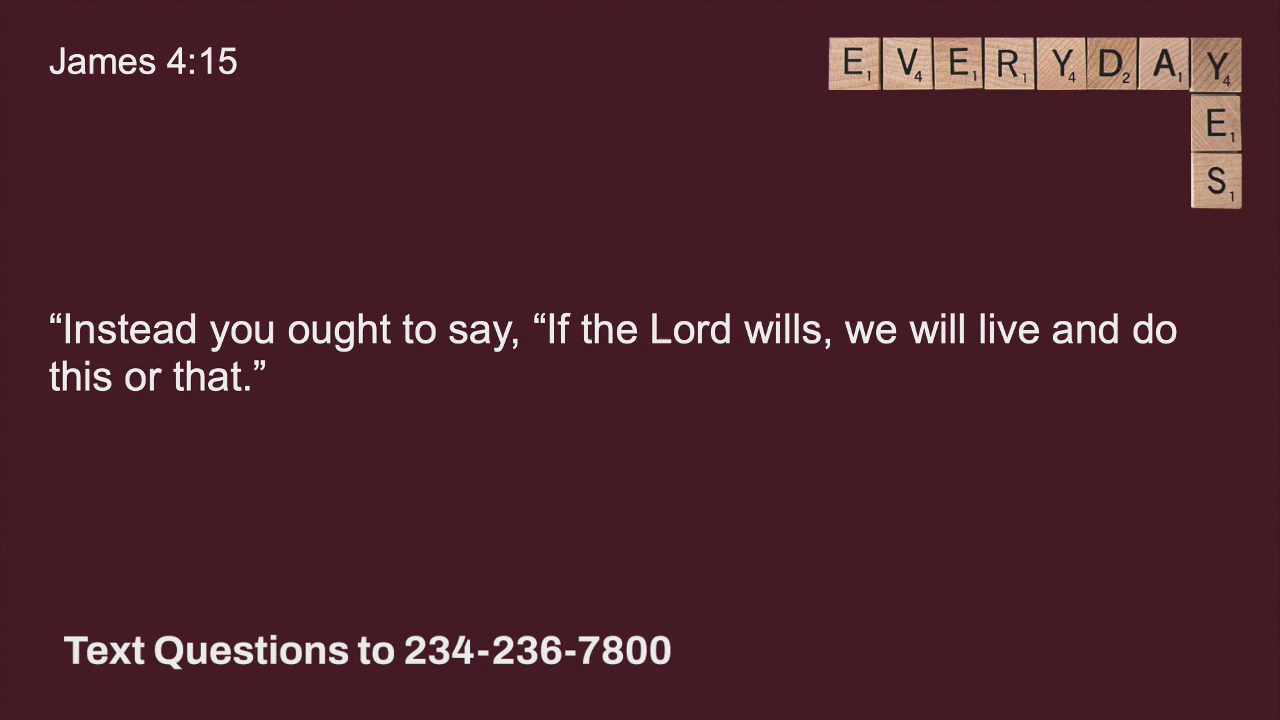 James 4:15
EVERYDAY
YES
“Instead you ought to say, “If the Lord wills, we will live and do
this or that.”
Text Questions to 234-236-7800